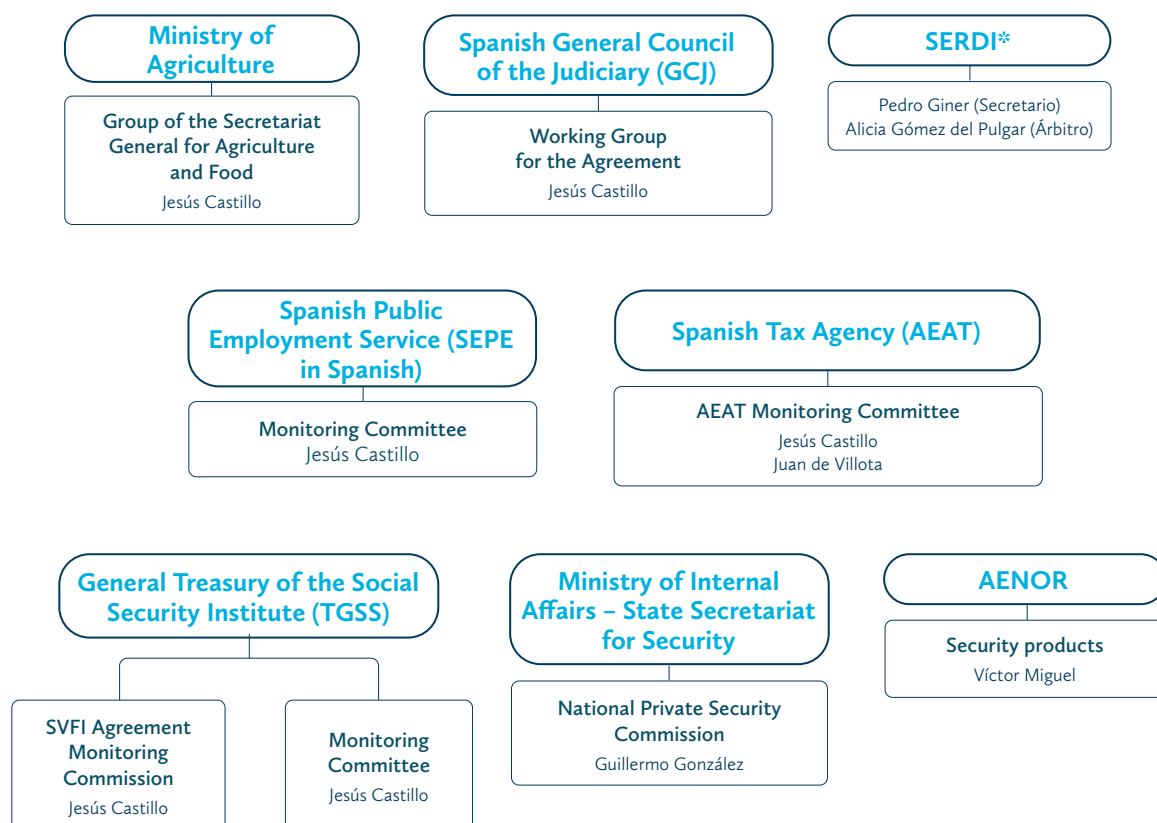 Ministry of
Agriculture
Group of the Secretariat
General for Agriculture
and Food
Jesús Castillo
Spanish General Council
of the Judiciary (GCJ)
Working Group
for the Agreement
Jesús Castillo
SERDI*
Pedro Giner (Secretario)
Alicia Gómez del Pulgar (Árbitro)
Spanish Public
Employment Service (SEPE
in Spanish)
Monitoring Committee
Jesús Castillo
Spanish Tax Agency (AEAT)
AEAT Monitoring Committee
Jesús Castillo
Juan de Villota
General Treasury of the Social
Security Institute (TGSS)
SVFI Agreement
Monitoring
Commission
Jesús Castillo
Monitoring
Committee
Jesús Castillo
Ministry of Internal
Affairs – State Secretariat
for Security
National Private Security
Commission
Guillermo González
AENOR
Security products
Víctor Miguel